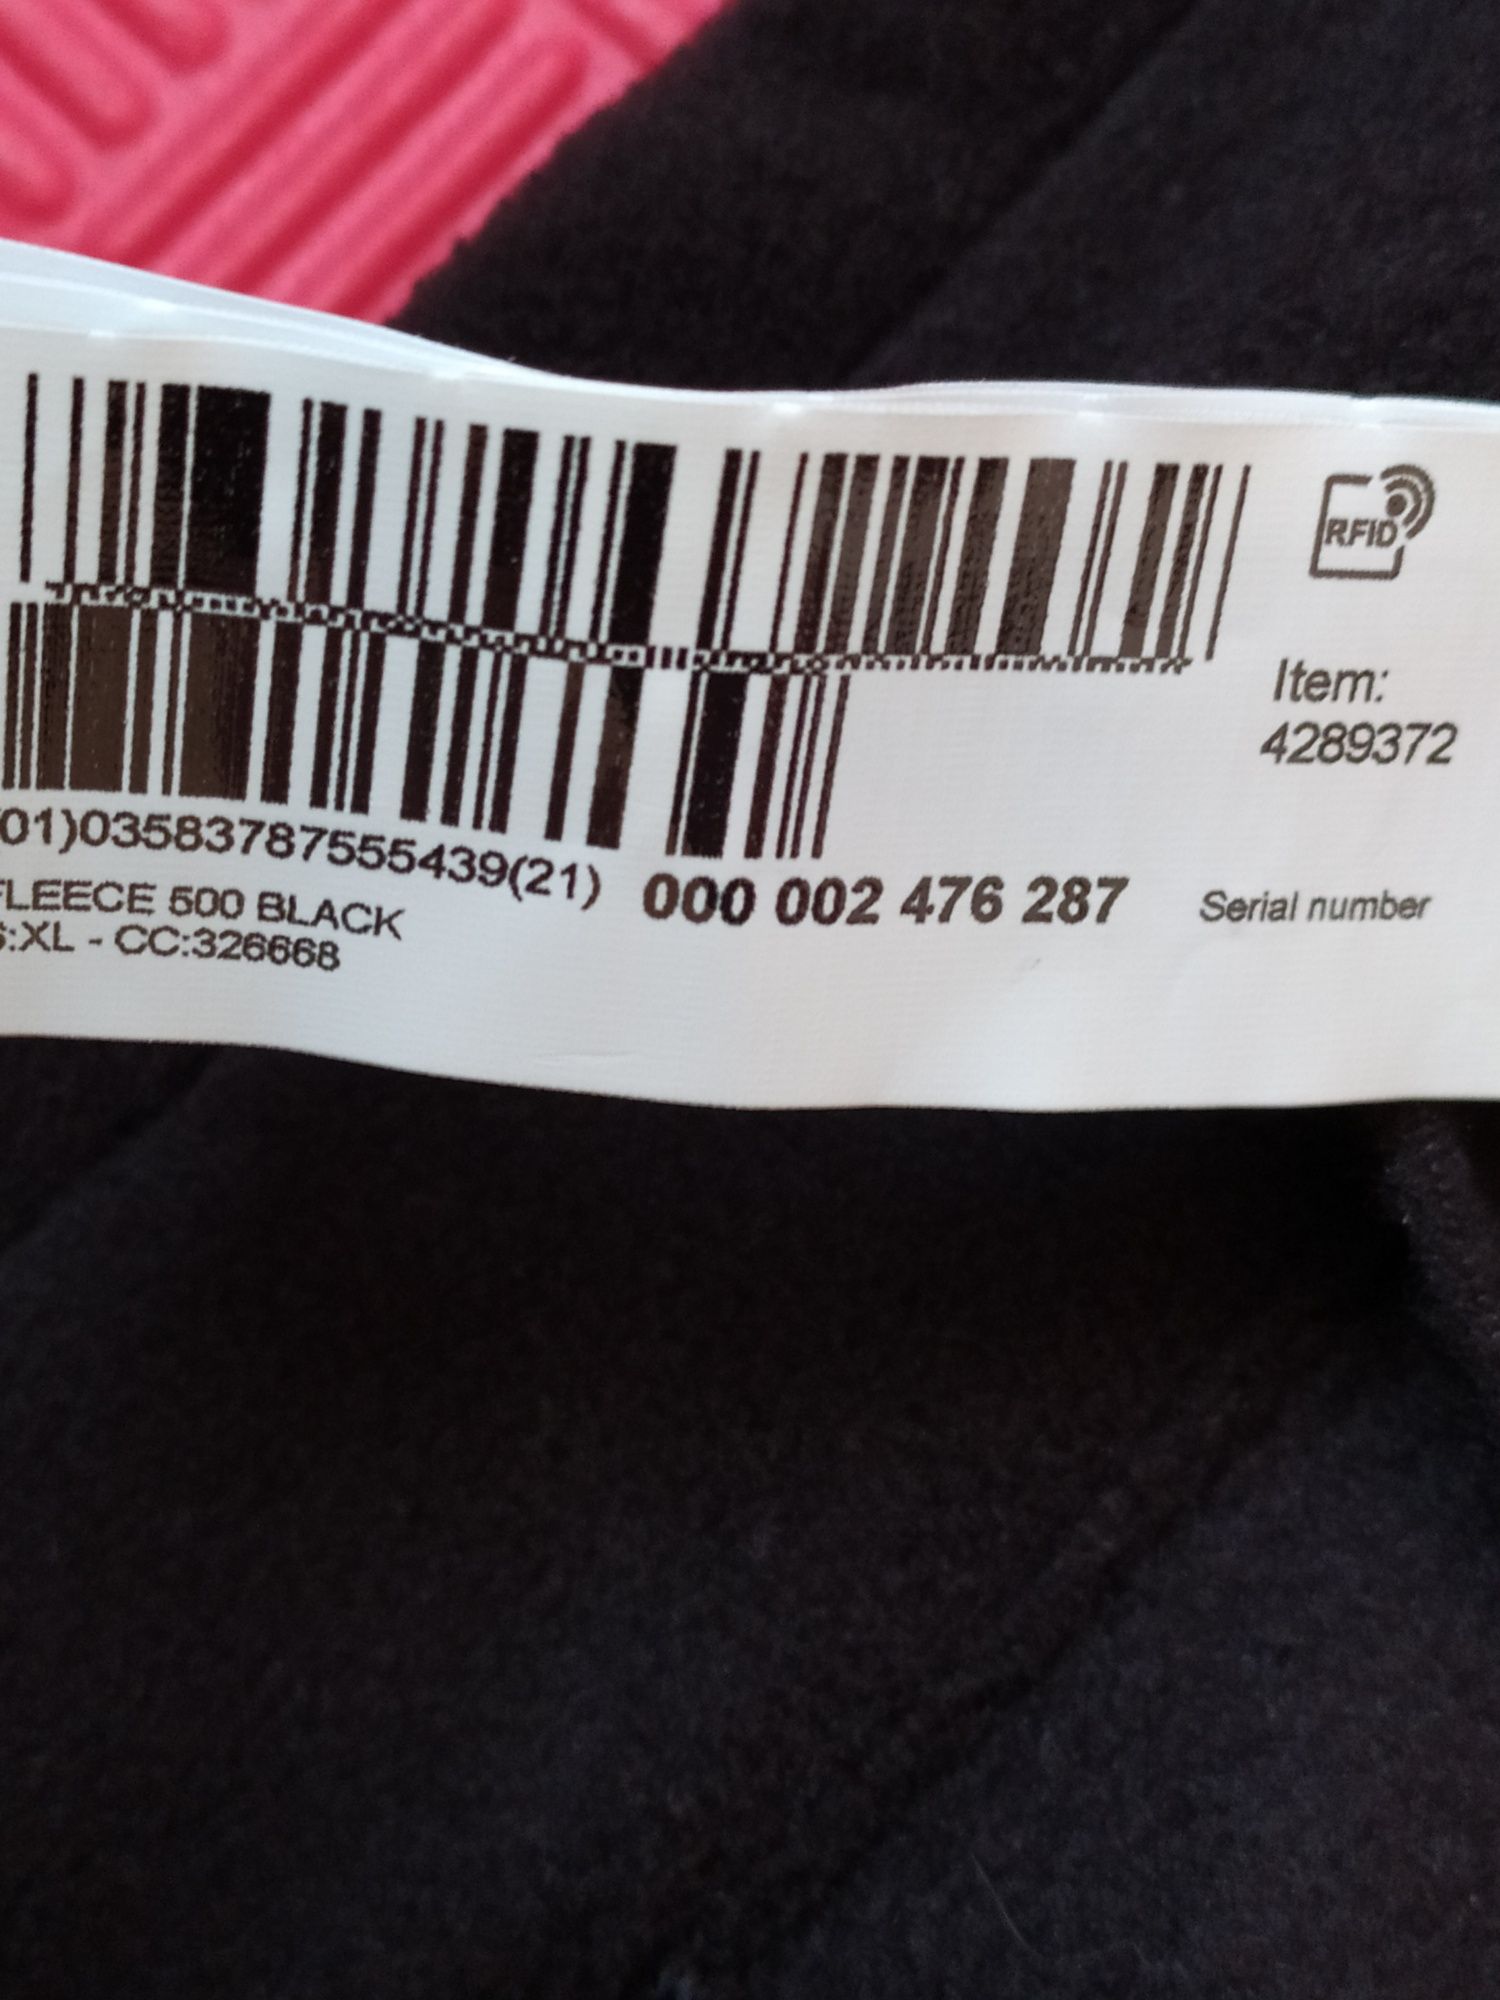 RFID
Item:
4289372
01)03583787555439(21) 000 002 476 287 Serial number
FLEECE 500 BLACK
:XL - CC:326668